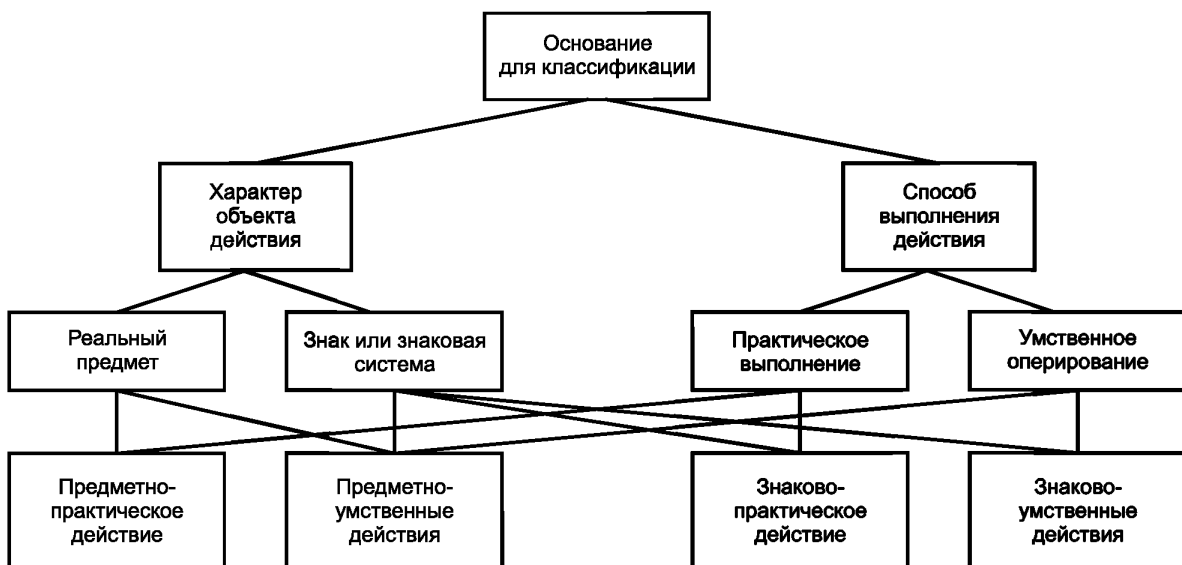 Основание
для классификации
Характер
объекта
действия
Способ
выполнения
действия
Реальный
предмет
Знак или знаковая
система
Практическое
выполнение
Умственное
оперирование
Предметно-
практическое
действие
Предметно-
умственные
действия
Знаково-
практическое
действие
Знаково-
умственные
действия